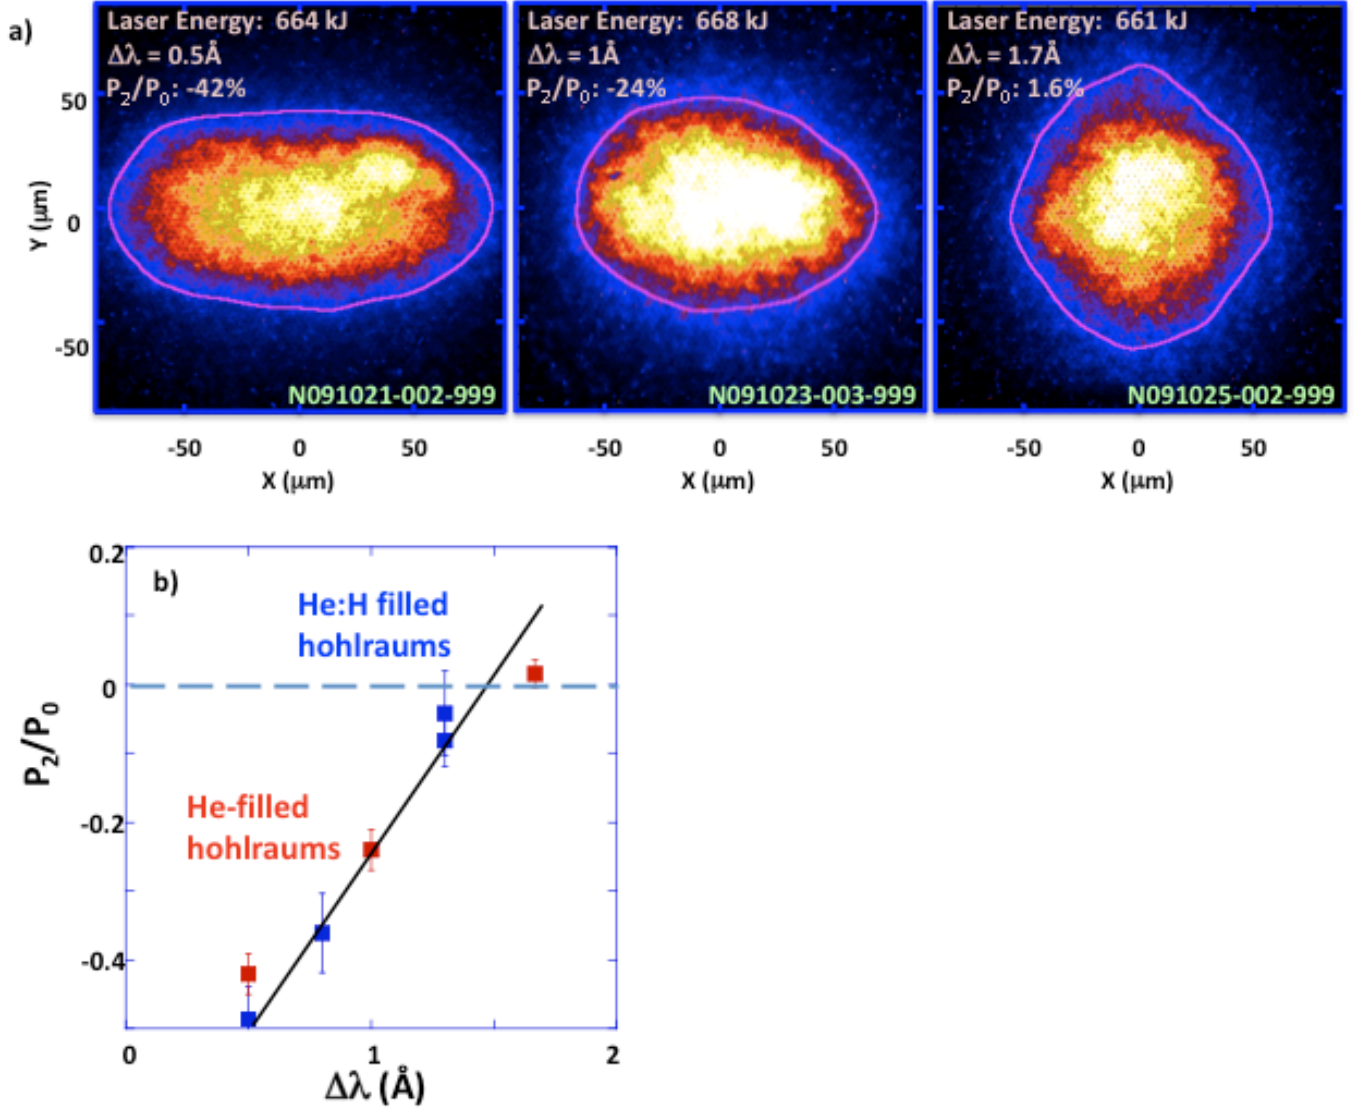 a)
Laser Energy: 664 kJ
Δλ = 0.5Å
P₂/P₀: -42%
N091021-002-999
Laser Energy: 668 kJ
Δλ = 1Å
P₂/P₀: -24%
N091023-003-999
Laser Energy: 661 kJ
Δλ = 1.7Å
P₂/P₀: 1.6%
N091025-002-999
50
0
-50
Y (μm)
-50 0 50
X (μm)
-50 0 50
X (μm)
-50 0 50
X (μm)
b)
He:H filled
hohlraums
He-filled
hohlraums
0.2
0
-0.2
-0.4
P₂/P₀
0 1 2
Δλ (Å)